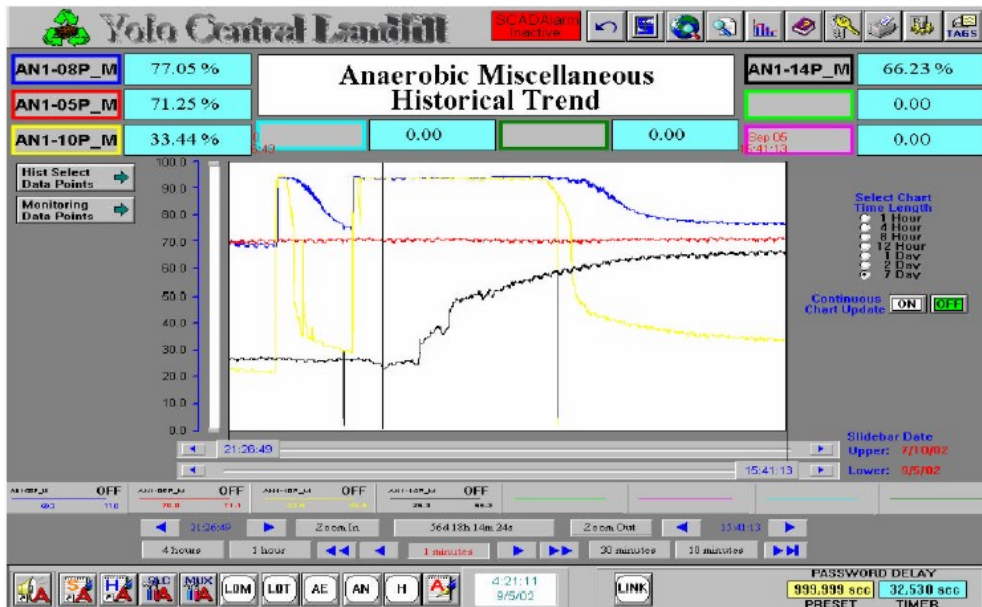 Yolo Central Landfill
SCADAlarm
Inactive
TAGS
AN1-08P_M 77.05 %
AN1-05P_M 71.25 %
AN1-10P_M 33.44 %
Anaerobic Miscellaneous
Historical Trend
0.00 0.00
AN1-14P_M 66.23 %
0.00
0.00
Sep 05
15:41:13
Hist Select
Data Points
Monitoring
Data Points
100.0
90.0
80.0
70.0
60.0
50.0
40.0
30.0
20.0
10.0
0.0
Select Chart
Time Length
1 Hour
4 Hour
8 Hour
12 Hour
1 Day
2 Day
7 Day
Continuous
Chart Update ON OFF
21:26:49
15:41:13
Slidebar Date
Upper: 7/10/02
Lower: 9/5/02
OFF OFF OFF OFF
21:26:49 Zoom In 56d 18h 14m 24s Zoom Out 15:41:13
4 hours 1 hour 1 minutes 30 minutes 10 minutes
LOM LOT AE AN H
4:21:11
9/5/02
LINK
PASSWORD DELAY
999,999 sec 32,530 sec
PRESET TIMER